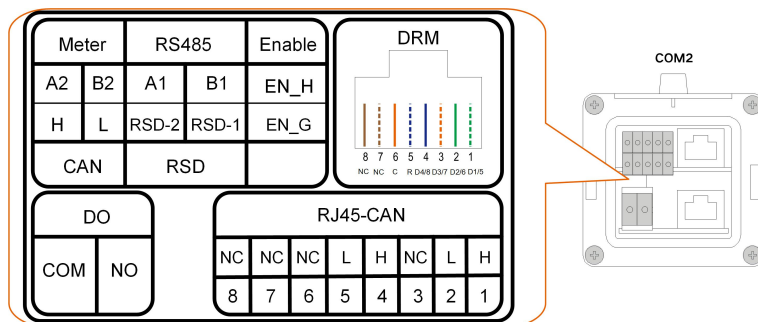 Meter RS485 Enable
A2 B2 A1 B1 EN_H
H L RSD-2 RSD-1 EN_G
CAN RSD
DRM
8 7 6 5 4 3 2 1
NC NC C R D4/8 D3/7 D2/6 D1/5
DO
COM NO
RJ45-CAN
NC NC NC L H NC L H
8 7 6 5 4 3 2 1
COM2